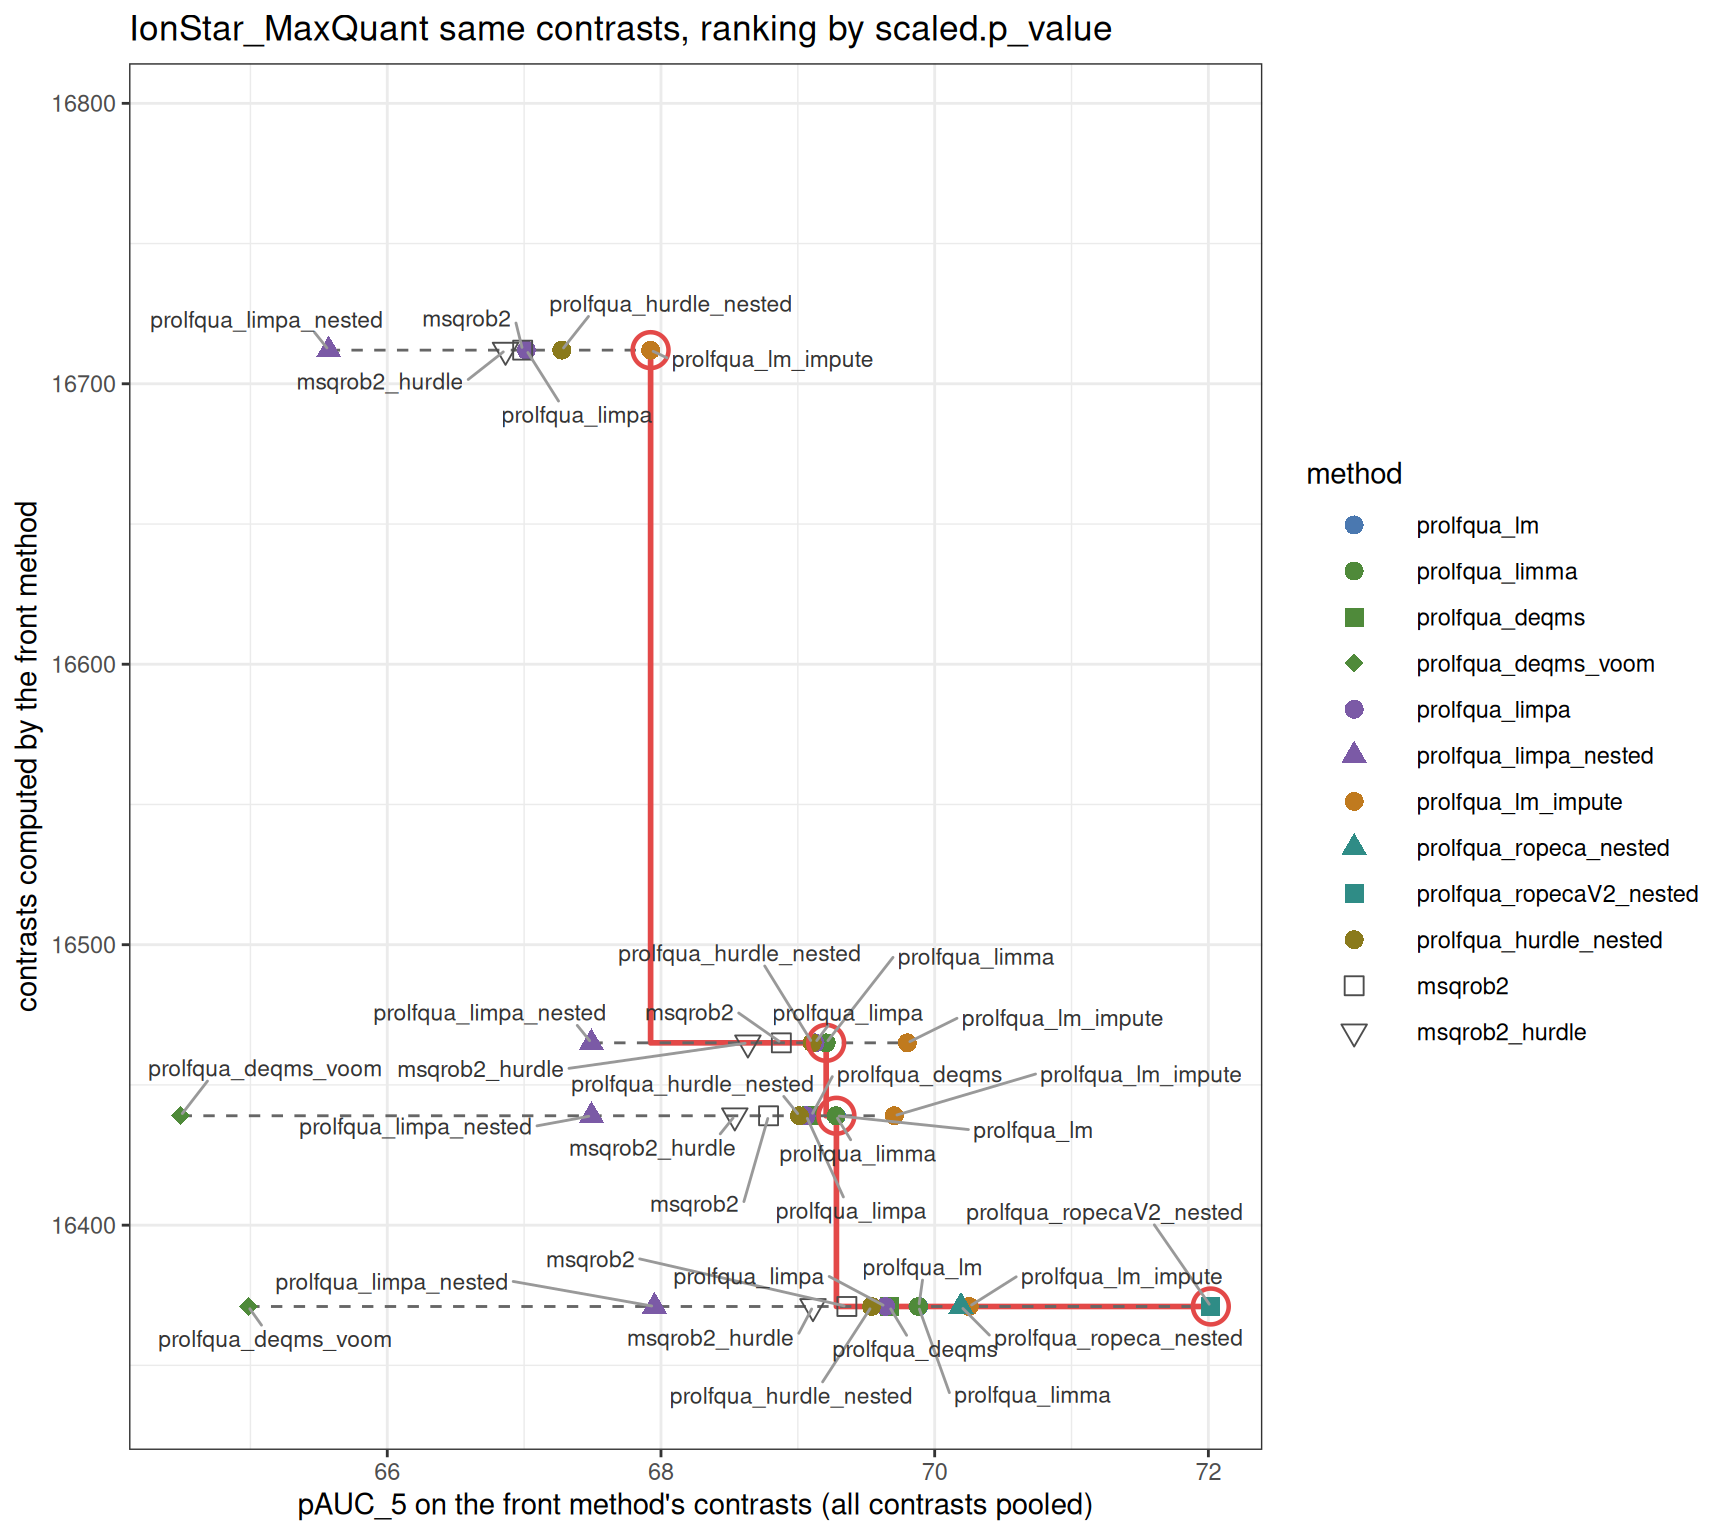 IonStar_MaxQuant same contrasts, ranking by scaled.p_value
contrasts computed by the front method
16800
16700
16600
16500
16400
prolfqua_hurdle_nested
prolfqua_limpa_nested
msqrob2
prolfqua_lm_impute
msqrob2_hurdle
prolfqua_limpa
prolfqua_hurdle_nested
prolfqua_limma
prolfqua_limpa_nested
msqrob2
prolfqua_limpa
prolfqua_lm_impute
prolfqua_deqms_voom
msqrob2_hurdle
prolfqua_hurdle_nested
prolfqua_deqms
prolfqua_lm_impute
prolfqua_limpa_nested
prolfqua_lm
msqrob2_hurdle
prolfqua_limma
msqrob2
prolfqua_limpa
prolfqua_ropecaV2_nested
msqrob2
prolfqua_lm
prolfqua_limpa_nested
prolfqua_limpa
prolfqua_lm_impute
prolfqua_deqms_voom
msqrob2_hurdle
prolfqua_deqms
prolfqua_ropeca_nested
prolfqua_hurdle_nested
prolfqua_limma
66
68
70
72
pAUC_5 on the front method's contrasts (all contrasts pooled)
method
prolfqua_lm
prolfqua_limma
prolfqua_deqms
prolfqua_deqms_voom
prolfqua_limpa
prolfqua_limpa_nested
prolfqua_lm_impute
prolfqua_ropeca_nested
prolfqua_ropecaV2_nested
prolfqua_hurdle_nested
msqrob2
msqrob2_hurdle